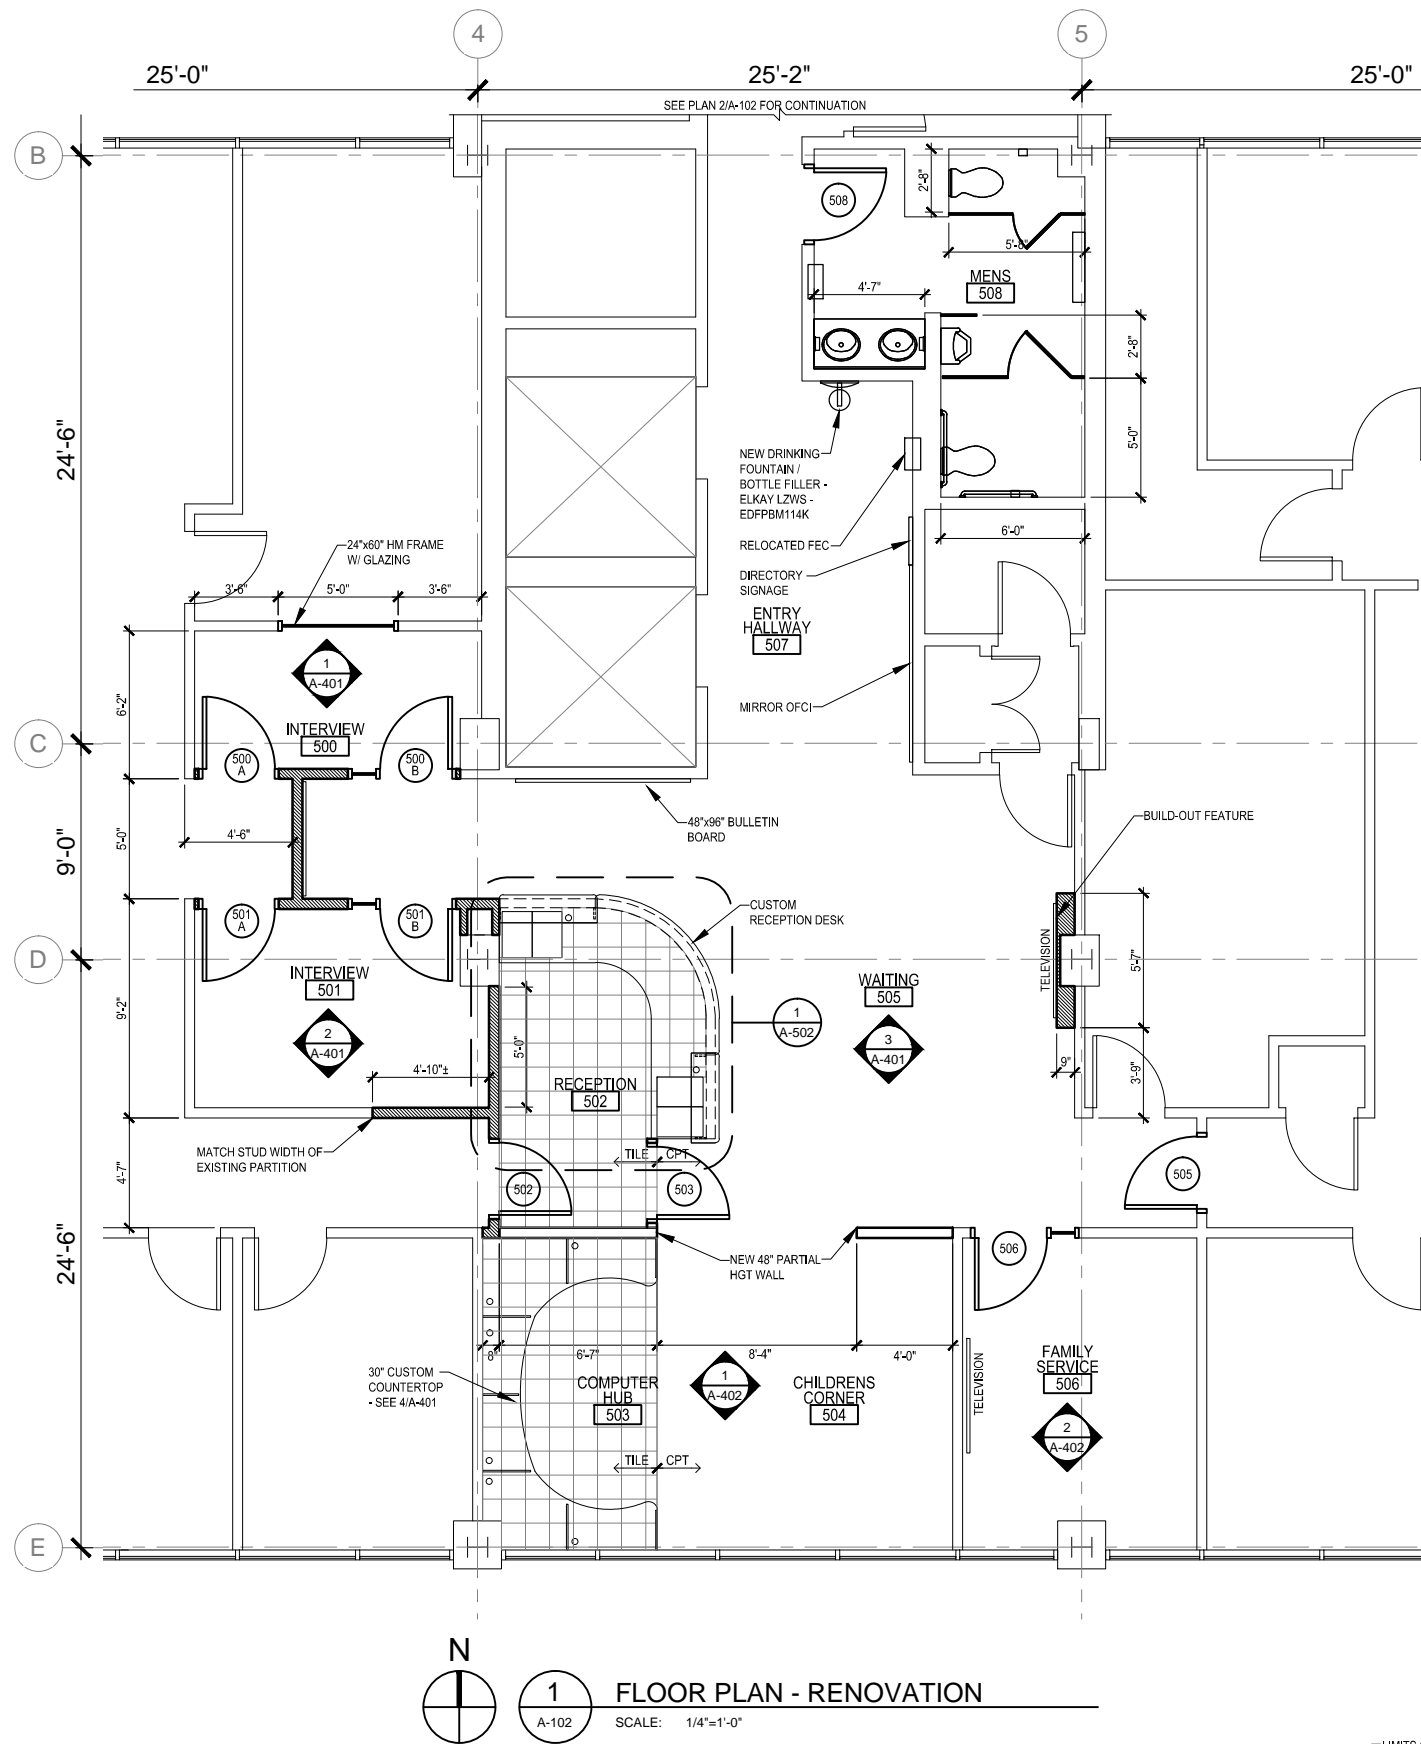 4
5
25'-0"
25'-2"
25'-0"
SEE PLAN 2/A-102 FOR CONTINUATION
B
508
2'-8"
5'-8"
MENS
508
4'-7"
2'-8"
5'-0"
24'-6"
NEW DRINKING
FOUNTAIN /
BOTTLE FILLER -
ELKAY LZWS -
EDFPBM114K
RELOCATED FEC
6'-0"
DIRECTORY
SIGNAGE
24"x60" HM FRAME
W/ GLAZING
3'-6"
5'-0"
3'-6"
ENTRY
HALLWAY
507
1
A-401
6'-2"
MIRROR OFCI
INTERVIEW
500
C
500
A
500
B
48"x96" BULLETIN
BOARD
BUILD-OUT FEATURE
4'-6"
5'-0"
9'-0"
501
A
501
B
CUSTOM
RECEPTION DESK
D
TELEVISION
5'-7"
INTERVIEW
501
WAITING
505
9'-2"
2
A-401
1
A-502
3
A-401
5'-0"
4'-10"±
9"
3'-9"
RECEPTION
502
MATCH STUD WIDTH OF
EXISTING PARTITION
TILE
CPT
4'-7"
502
503
505
24'-6"
506
NEW 48" PARTIAL
HGT WALL
8"
6'-7"
8'-4"
4'-0"
30" CUSTOM
COUNTERTOP
- SEE 4/A-401
COMPUTER
HUB
503
1
A-402
CHILDRENS
CORNER
504
TELEVISION
FAMILY
SERVICE
506
2
A-402
TILE
CPT
E
N
1
A-102
FLOOR PLAN - RENOVATION
SCALE: 1/4"=1'-0"